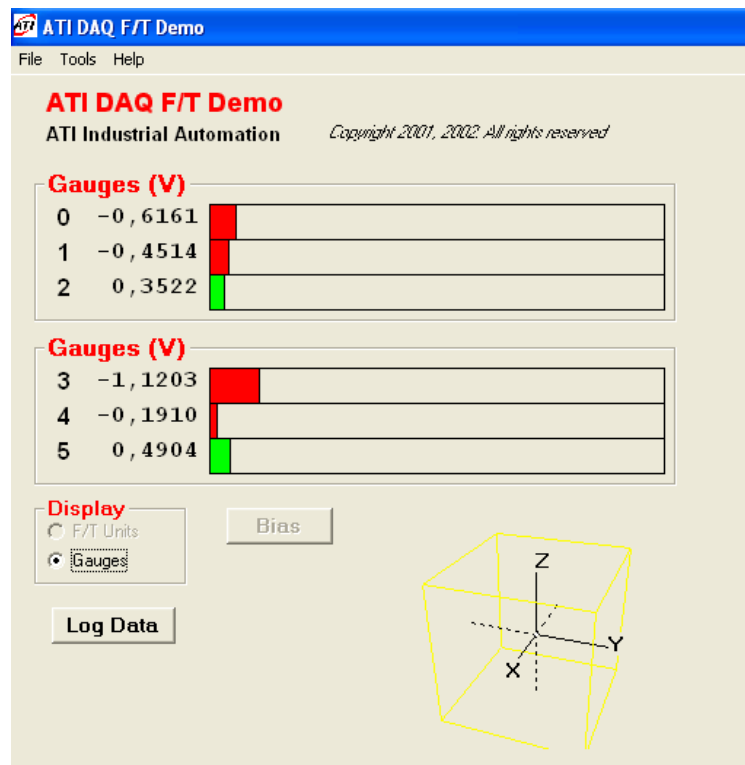 ATI ATI DAQ F/T Demo
File Tools Help
ATI DAQ F/T Demo
ATI Industrial Automation Copyright 2001, 2002. All rights reserved
Gauges (V)
0 -0,6161
1 -0,4514
2 0,3522
Gauges (V)
3 -1,1203
4 -0,1910
5 0,4904
Display
F/T Units
Gauges
Bias
Log Data
Z
Y
X